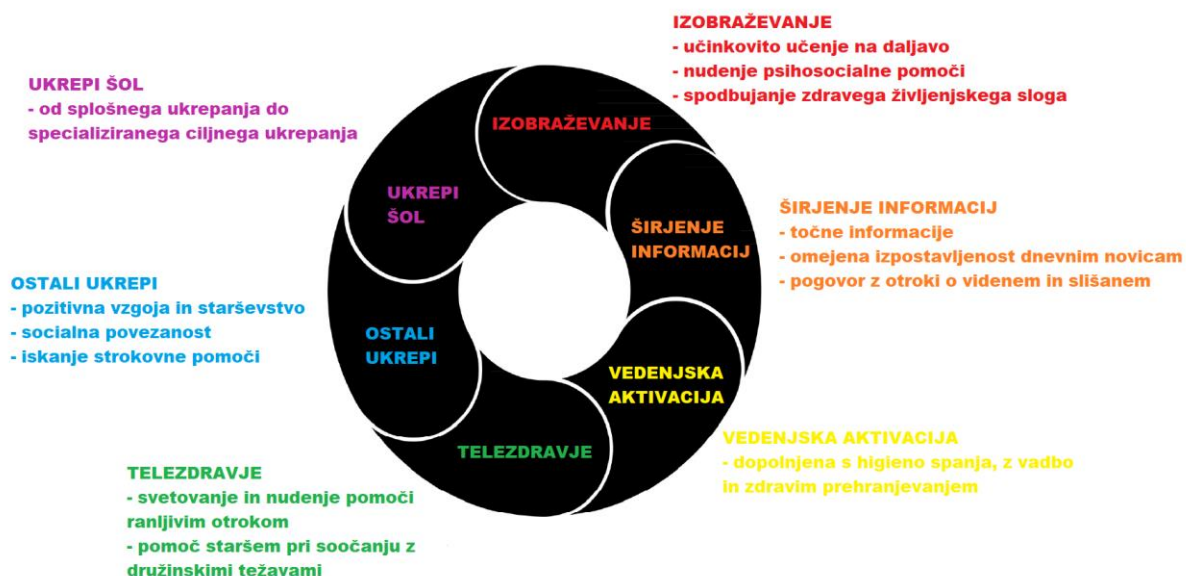 IZOBRAŽEVANJE
- učinkovito učenje na daljavo
- nudenje psihosocialne pomoči
- spodbujanje zdravega življenjskega sloga
UKREPI ŠOL
- od splošnega ukrepanja do
specializiranega ciljnega ukrepanja
IZOBRAŽEVANJE
UKREPI
ŠOL
ŠIRJENJE
INFORMACIJ
ŠIRJENJE INFORMACIJ
- točne informacije
- omejena izpostavljenost dnevnim novicam
- pogovor z otroki o videnem in slišanem
OSTALI UKREPI
- pozitivna vzgoja in starševstvo
- socialna povezanost
- iskanje strokovne pomoči
OSTALI
UKREPI
VEDENJSKA
AKTIVACIJA
TELEZDRAVJE
VEDENJSKA AKTIVACIJA
- dopolnjena s higieno spanja, z vadbo
in zdravim prehranjevanjem
TELEZDRAVJE
- svetovanje in nudenje pomoči
ranljivim otrokom
- pomoč staršem pri soočanju z
družinskimi težavami